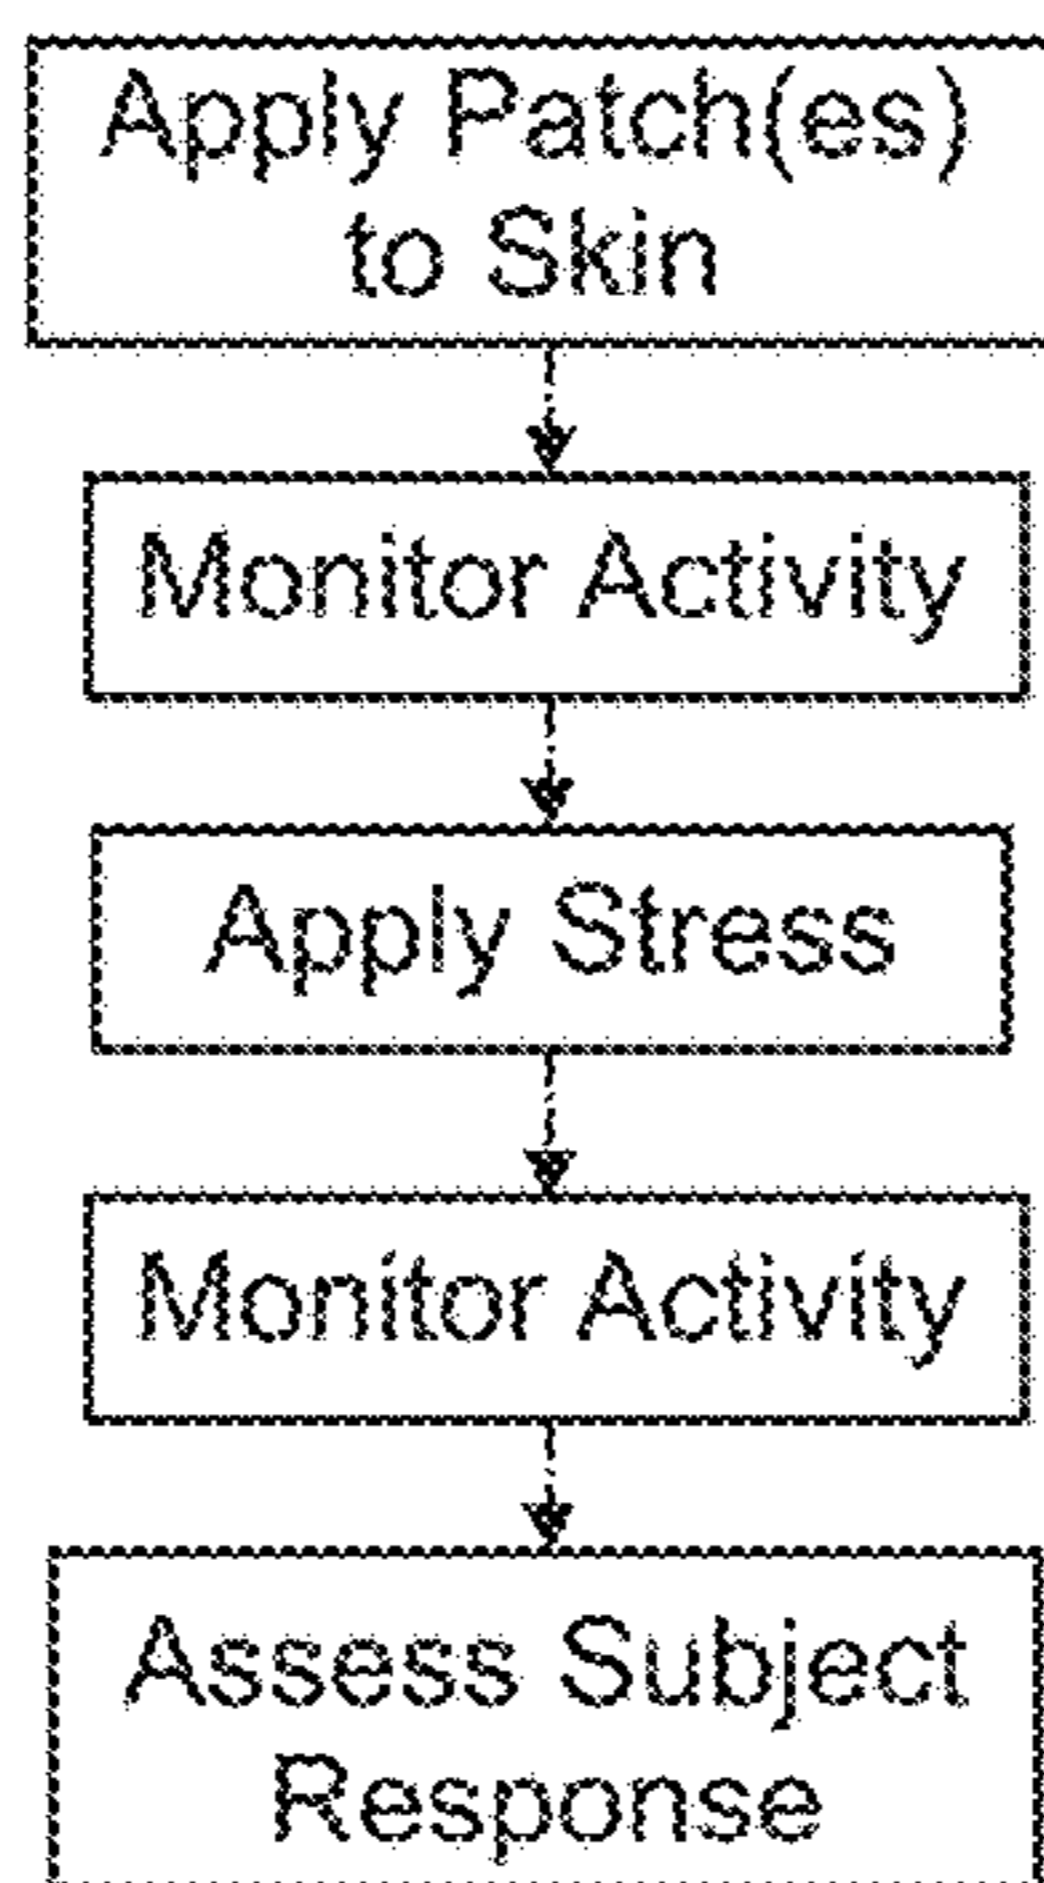 Apply Patch(es)
to Skin
Monitor Activity
Apply Stress
Monitor Activity
Assess Subject
Response